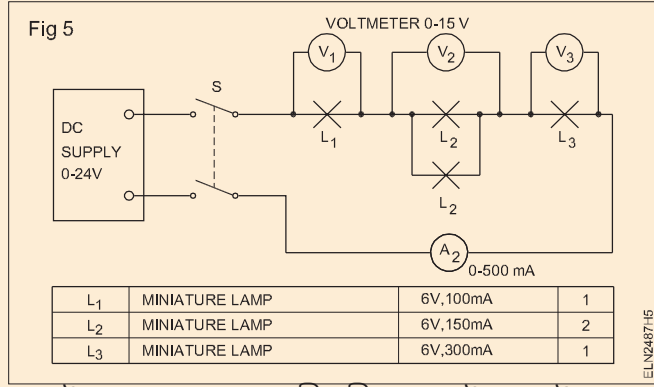 Fig 5
VOLTMETER 0-15 V
V1
V2
V3
S
L1
L2
L3
DC
SUPPLY
0-24V
L2
A2
0-500 mA
L1 MINIATURE LAMP 6V,100mA 1
L2 MINIATURE LAMP 6V,150mA 2
L3 MINIATURE LAMP 6V,300mA 1
ELN2487H5